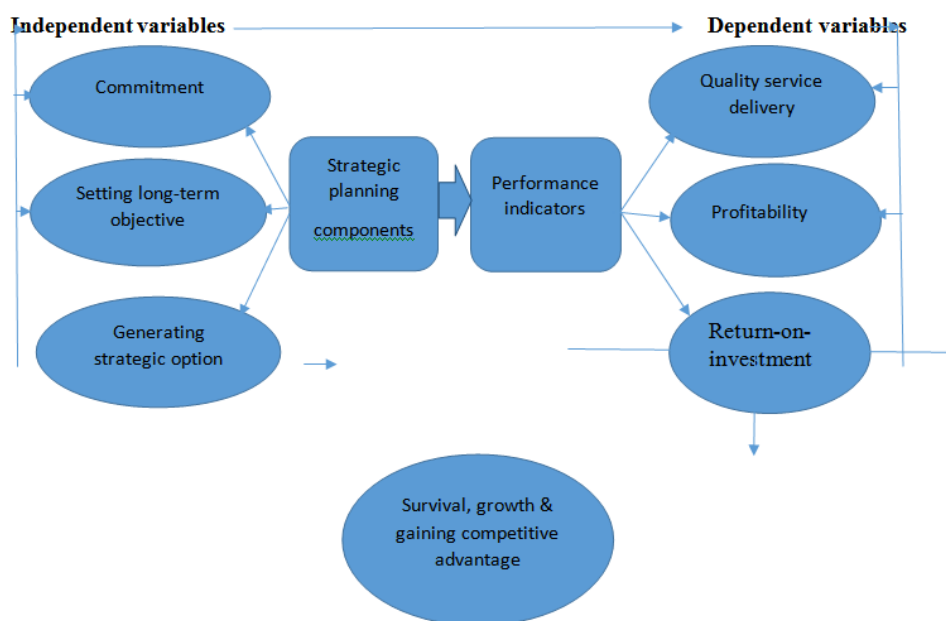 Independent variables
Dependent variables
Commitment
Quality service
delivery
Strategic
planning
components
Performance
indicators
Setting long-term
objective
Profitability
Generating
strategic option
Return-on-
investment
Survival, growth &
gaining competitive
advantage